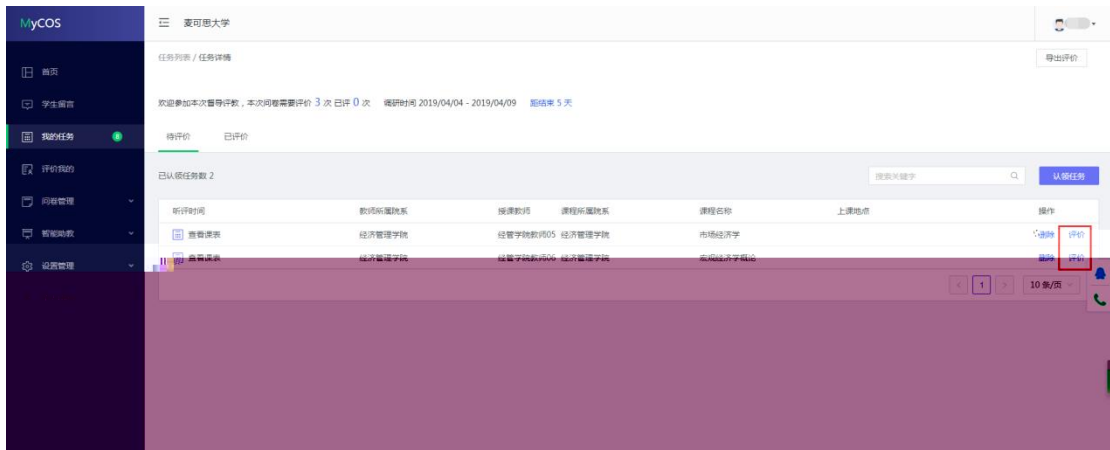 MyCOS
麦可思大学
任务列表 / 任务详情
导出评价
首页
学生留言
我的任务 8
评价我的
问卷管理
智能助教
设置管理
欢迎参加本次督导评教，本次问卷需要评价 3 次 已评 0 次 调研时间 2019/04/04 - 2019/04/09 距结束 5 天
待评价 已评价
已认领任务数 2
搜索关键字
认领任务
听评时间 教师所属院系 授课教师 课程所属院系 课程名称 上课地点 操作
查看课表 经济管理学院 经管学院教师05 经济管理学院 市场经济学 删除 评价
查看课表 经济管理学院 经管学院教师06 经济管理学院 宏观经济学概论 删除 评价
< 1 > 10 条/页